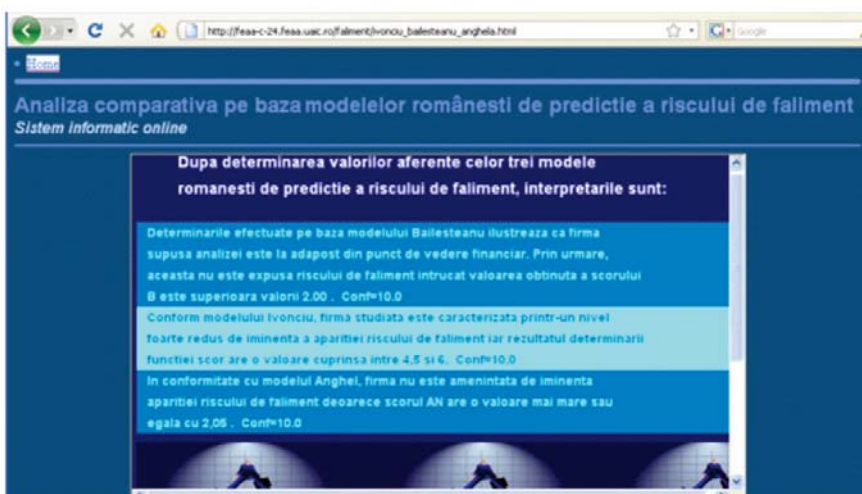 http://feaa-c-24.feaa.uaic.ro/faliment/ivonciu_bailesteanu_anghela.html
Google
Home
Analiza comparativa pe baza modelelor românesti de predictie a riscului de faliment
Sistem informatic online
Dupa determinarea valorilor aferente celor trei modele
romanesti de predictie a riscului de faliment, interpretarile sunt:
Determinarile efectuate pe baza modelului Bailesteanu ilustreaza ca firma
supusa analizei este la adapost din punct de vedere financiar. Prin urmare,
aceasta nu este expusa riscului de faliment intrucat valoarea obtinuta a scorului
B este superioara valorii 2.00 . Conf=10.0
Conform modelului Ivonciu, firma studiata este caracterizata printr-un nivel
foarte redus de iminenta a aparitiei riscului de faliment iar rezultatul determinarii
functiei scor are o valoare cuprinsa intre 4,5 si 6. Conf=10.0
In conformitate cu modelul Anghel, firma nu este amenintata de iminenta
aparitiei riscului de faliment deoarece scorul AN are o valoare mai mare sau
egala cu 2,05 . Conf=10.0